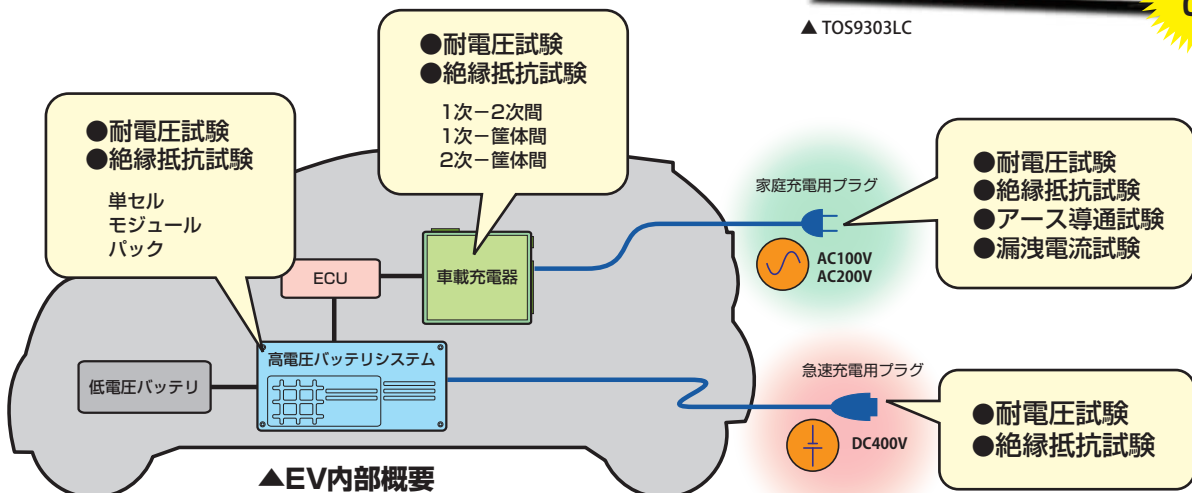 ▲ TOS9303LC
●耐電圧試験
●絶縁抵抗試験
1次－2次間
1次－筐体間
2次－筐体間
●耐電圧試験
●絶縁抵抗試験
単セル
モジュール
パック
家庭充電用プラグ
AC100V
AC200V
●耐電圧試験
●絶縁抵抗試験
●アース導通試験
●漏洩電流試験
ECU
車載充電器
高電圧バッテリシステム
低電圧バッテリ
急速充電用プラグ
DC400V
●耐電圧試験
●絶縁抵抗試験
▲EV内部概要